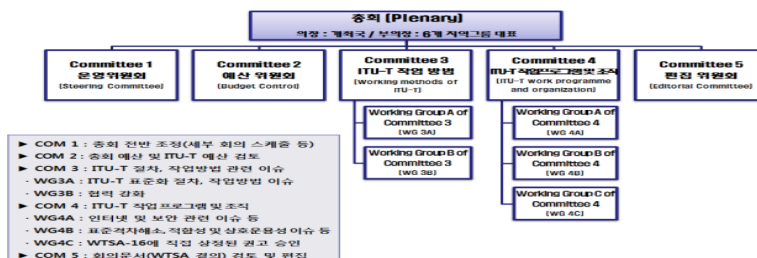 총회 (Plenary)
의장 : 개최국 / 부의장 : 6개 지역그룹 대표
Committee 1
운영위원회
(Steering Committee)
Committee 2
예산 위원회
(Budget Control)
Committee 3
ITU-T 작업 방법
(Working methods of
ITU-T)
Working Group A of
Committee 3
(WG 3A)
Working Group B of
Committee 3
(WG 3B)
Committee 4
ITU-T 작업프로그램 및 조직
(ITU-T work programme
and organization)
Working Group A of
Committee 4
(WG 4A)
Working Group B of
Committee 4
(WG 4B)
Working Group C of
Committee 4
(WG 4C)
Committee 5
편집 위원회
(Editorial Committee)
► COM 1 : 총회 전반 조정(세부 회의 스케줄 등)
► COM 2 : 총회 예산 및 ITU-T 예산 검토
► COM 3 : ITU-T 절차, 작업방법 관련 이슈
· WG3A : ITU-T 표준화 절차, 작업방법 이슈
· WG3B : 협력 강화
► COM 4 : ITU-T 작업 프로그램 및 조직
· WG4A : 인터넷 및 보안 관련 이슈 등
· WG4B : 표준격차해소, 적합성 및 상호운용성 이슈 등
· WG4C : WTSA-16에 직접 상정된 권고 승인
► COM 5 : 회의문서(WTSA 결의) 검토 및 편집